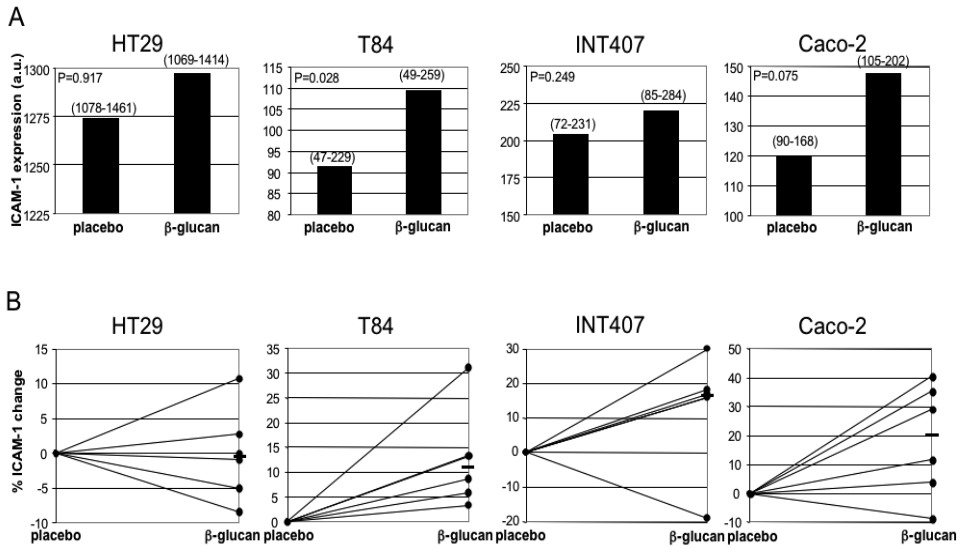 A
HT29
T84
INT407
Caco-2
ICAM-1 expression (a.u.)
1300
1275
1250
1225
P=0.917
(1078-1461)
(1069-1414)
placebo
β-glucan
115
110
105
100
95
90
85
80
P=0.028
(47-229)
(49-259)
placebo
β-glucan
250
225
200
175
150
P=0.249
(72-231)
(85-284)
placebo
β-glucan
150
140
130
120
110
100
P=0.075
(90-168)
(105-202)
placebo
β-glucan
B
HT29
T84
INT407
Caco-2
% ICAM-1 change
15
10
5
0
-5
-10
placebo
β-glucan
35
30
25
20
15
10
5
0
placebo
β-glucan
30
20
10
0
-10
-20
placebo
β-glucan
50
40
30
20
10
0
-10
placebo
β-glucan